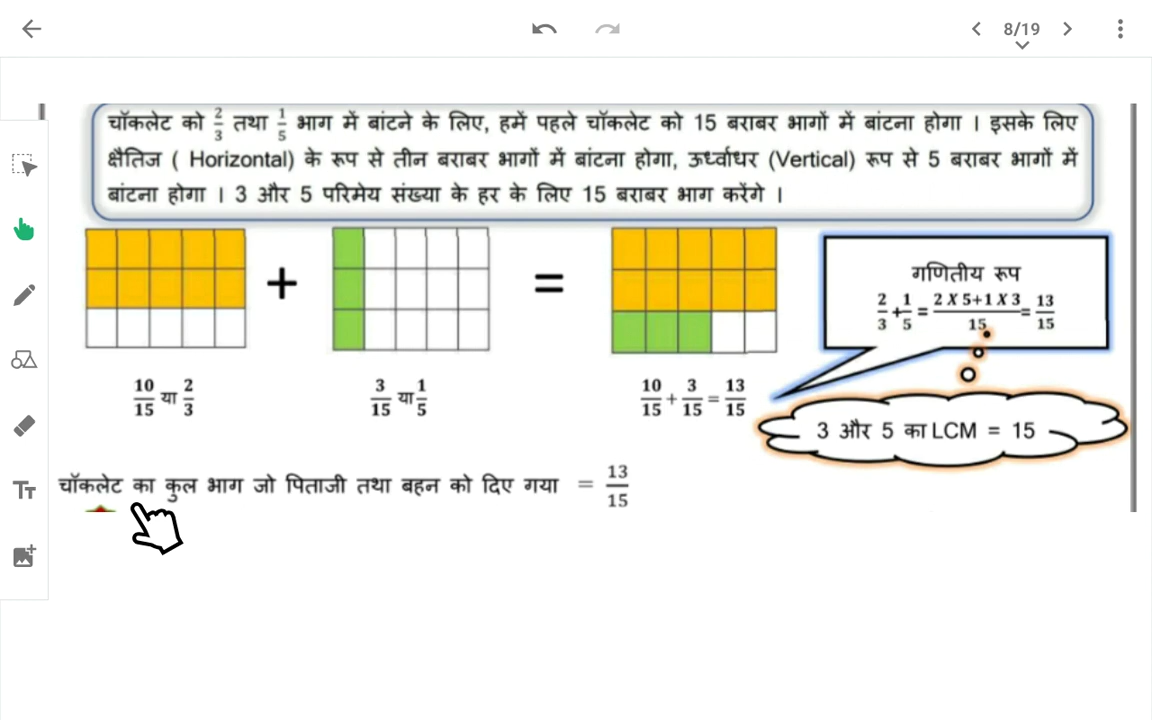 8/19
चॉकलेट को 2/3 तथा 1/5 भाग में बांटने के लिए, हमें पहले चॉकलेट को 15 बराबर भागों में बांटना होगा । इसके लिए
क्षैतिज ( Horizontal) के रूप से तीन बराबर भागों में बांटना होगा, ऊर्ध्वाधर (Vertical) रूप से 5 बराबर भागों में
बांटना होगा । 3 और 5 परिमेय संख्या के हर के लिए 15 बराबर भाग करेंगे ।
+
=
गणितीय रूप
2/3 + 1/5 = 2 X 5+1 X 3/15 = 13/15
10/15 या 2/3
3/15 या 1/5
10/15 + 3/15 = 13/15
3 और 5 का LCM = 15
चॉकलेट का कुल भाग जो पिताजी तथा बहन को दिए गया = 13/15
Tт